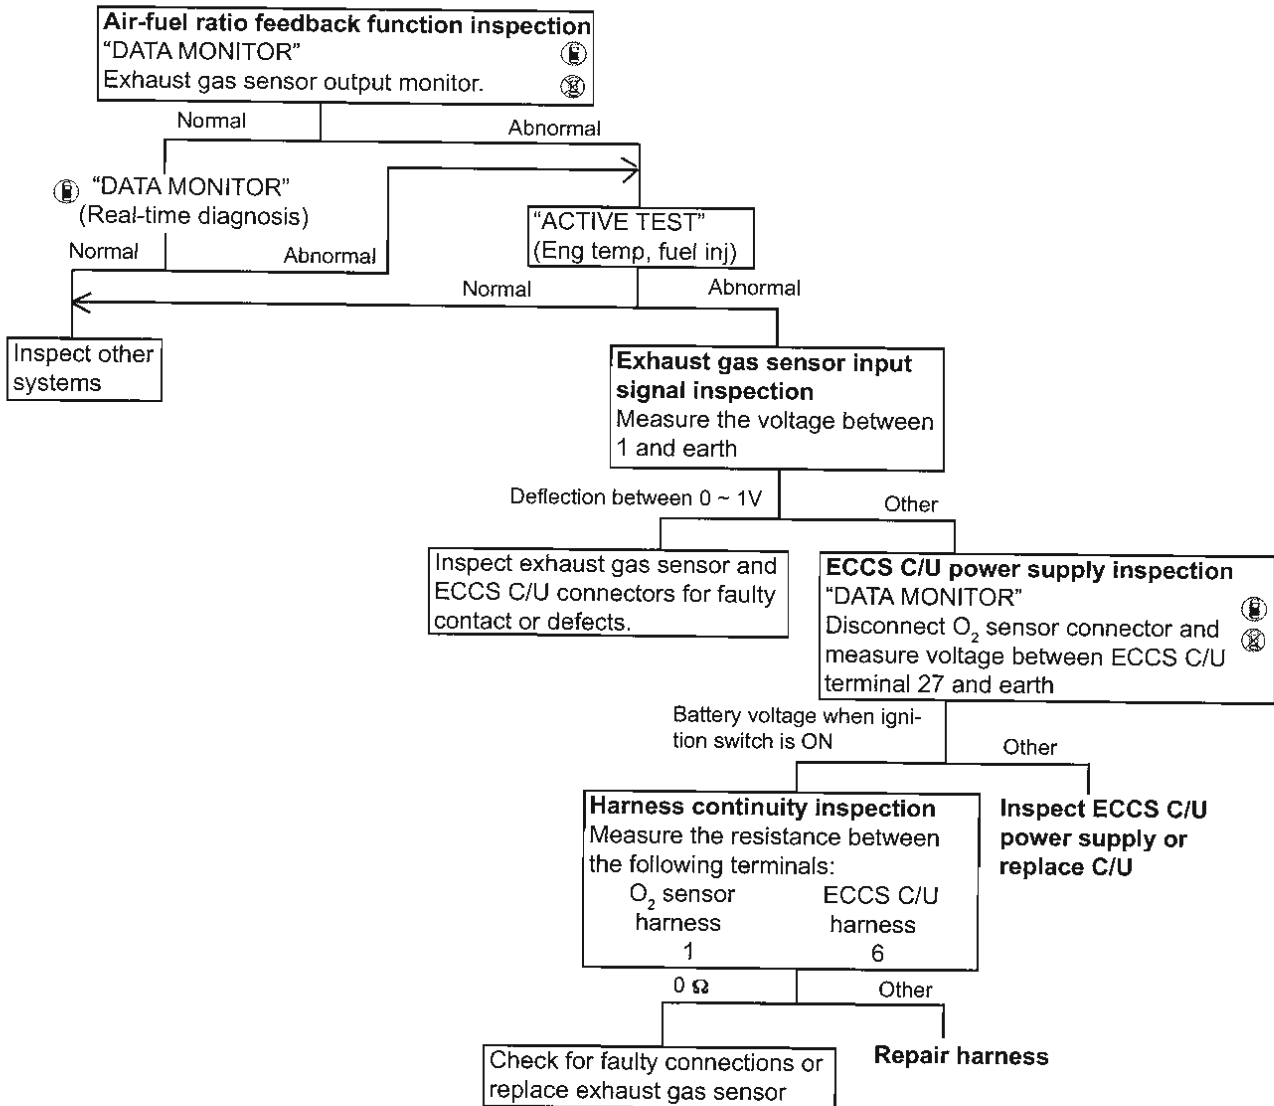 Air-fuel ratio feedback function inspection
“DATA MONITOR”
Exhaust gas sensor output monitor.
Normal
Abnormal
“DATA MONITOR”
(Real-time diagnosis)
Normal
Abnormal
“ACTIVE TEST”
(Eng temp, fuel inj)
Normal
Abnormal
Inspect other
systems
Exhaust gas sensor input
signal inspection
Measure the voltage between
1 and earth
Deflection between 0 ~ 1V
Other
Inspect exhaust gas sensor and
ECCS C/U connectors for faulty
contact or defects.
ECCS C/U power supply inspection
“DATA MONITOR”
Disconnect O₂ sensor connector and
measure voltage between ECCS C/U
terminal 27 and earth
Battery voltage when igni-
tion switch is ON
Other
Harness continuity inspection
Measure the resistance between
the following terminals:
O₂ sensor ECCS C/U
harness harness
1 6
Inspect ECCS C/U
power supply or
replace C/U
0 Ω
Other
Check for faulty connections or
replace exhaust gas sensor
Repair harness